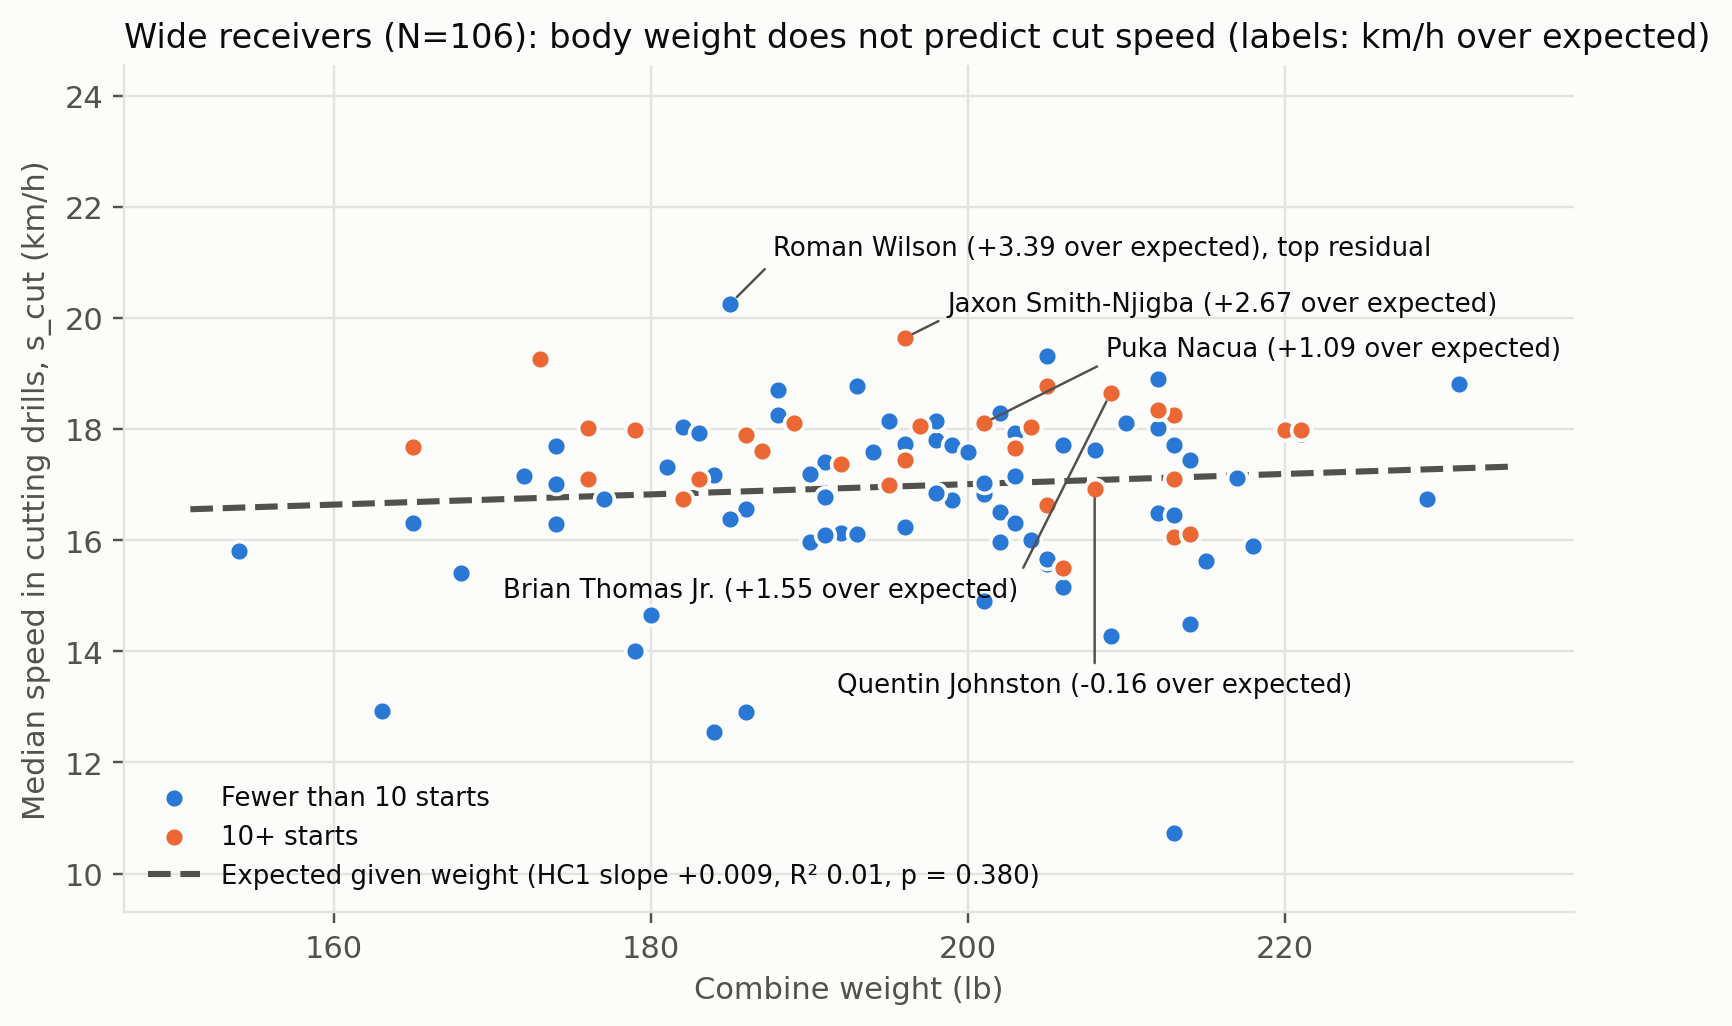 Wide receivers (N=106): body weight does not predict cut speed (labels: km/h over expected)
Median speed in cutting drills, s_cut (km/h)
24
22
20
18
16
14
12
10
Roman Wilson (+3.39 over expected), top residual
Jaxon Smith-Njigba (+2.67 over expected)
Puka Nacua (+1.09 over expected)
Brian Thomas Jr. (+1.55 over expected)
Quentin Johnston (-0.16 over expected)
Fewer than 10 starts
10+ starts
Expected given weight (HC1 slope +0.009, R² 0.01, p = 0.380)
160
180
200
220
Combine weight (lb)